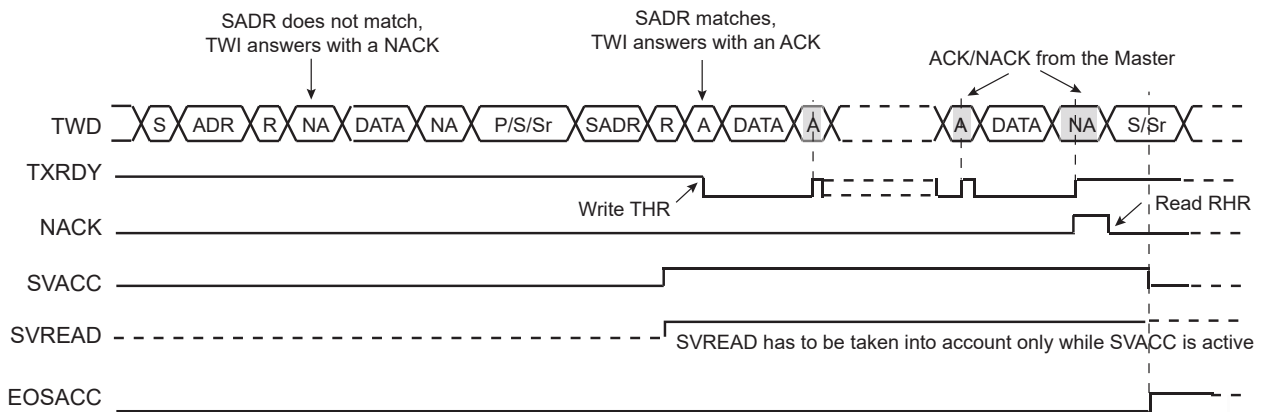 SADR does not match,
TWI answers with a NACK
SADR matches,
TWI answers with an ACK
ACK/NACK from the Master
TWD S ADR R NA DATA NA P/S/Sr SADR R A DATA A A DATA NA S/Sr
TXRDY
Write THR
Read RHR
NACK
SVACC
SVREAD
SVREAD has to be taken into account only while SVACC is active
EOSACC